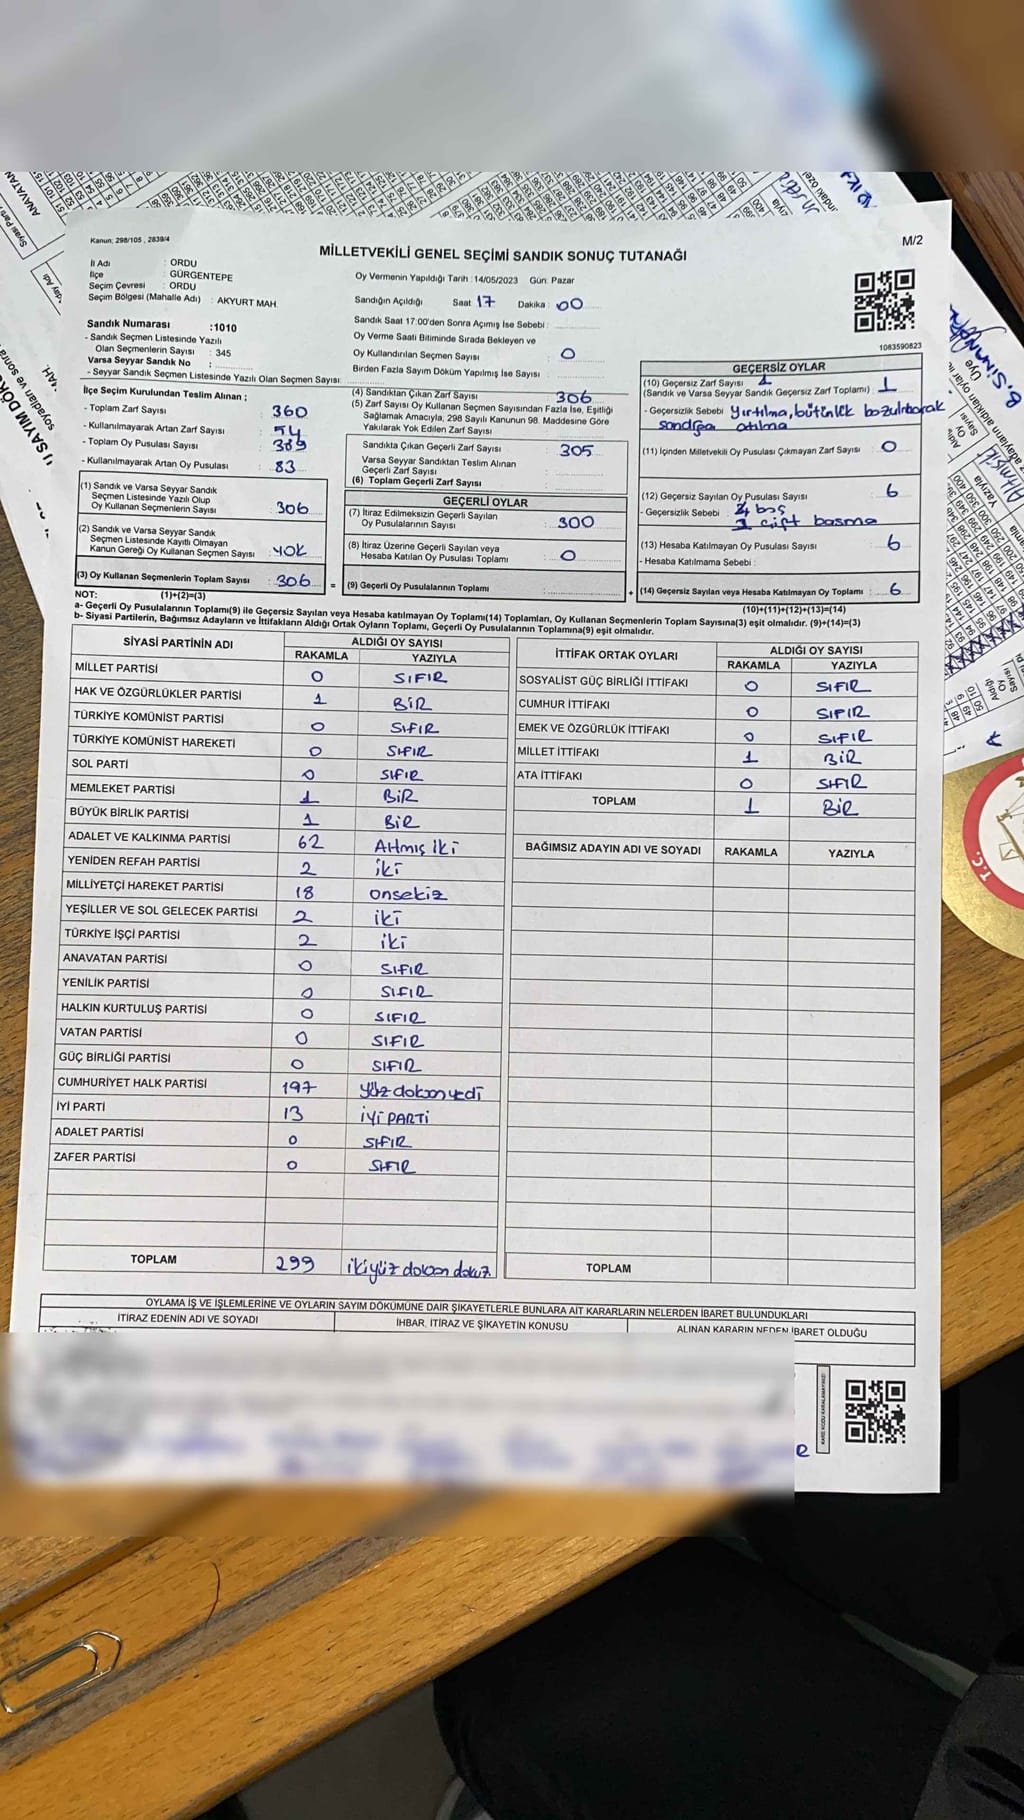 Kanun: 298/105 , 2839/4
M/2
MİLLETVEKİLİ GENEL SEÇİMİ SANDIK SONUÇ TUTANAĞI
İl Adı : ORDU
İlçe : GÜRGENTEPE
Seçim Çevresi : ORDU
Seçim Bölgesi (Mahalle Adı) : AKYURT MAH.
Sandık Numarası :1010
- Sandık Seçmen Listesinde Yazılı
Olan Seçmenlerin Sayısı : 345
Varsa Seyyar Sandık No :
- Seyyar Sandık Seçmen Listesinde Yazılı Olan Seçmen Sayısı:
Oy Vermenin Yapıldığı Tarih :14/05/2023 Gün: Pazar
Sandığın Açıldığı Saat 17 Dakika : 00
Sandık Saat 17:00'den Sonra Açımış İse Sebebi :
Oy Verme Saati Bitiminde Sırada Bekleyen ve
Oy Kullandırılan Seçmen Sayısı : 0
Birden Fazla Sayım Döküm Yapılmış İse Sayısı :
1083590823
İlçe Seçim Kurulundan Teslim Alınan ;
- Toplam Zarf Sayısı : 360
- Kullanılmayarak Artan Zarf Sayısı : 54
- Toplam Oy Pusulası Sayısı : 389
- Kullanılmayarak Artan Oy Pusulası : 83
(1) Sandık ve Varsa Seyyar Sandık
Seçmen Listesinde Yazılı Olup
Oy Kullanan Seçmenlerin Sayısı : 306
(2) Sandık ve Varsa Seyyar Sandık
Seçmen Listesinde Kayıtlı Olmayan
Kanun Gereği Oy Kullanan Seçmen Sayısı : YOK
(3) Oy Kullanan Seçmenlerin Toplam Sayısı : 306 =
(4) Sandıktan Çıkan Zarf Sayısı : 306
(5) Zarf Sayısı Oy Kullanan Seçmen Sayısından Fazla İse, Eşitliği
Sağlamak Amacıyla, 298 Sayılı Kanunun 98. Maddesine Göre
Yakılarak Yok Edilen Zarf Sayısı
Sandıkta Çıkan Geçerli Zarf Sayısı : 305
Varsa Seyyar Sandıktan Teslim Alınan
Geçerli Zarf Sayısı
(6) Toplam Geçerli Zarf Sayısı
GEÇERLİ OYLAR
(7) İtiraz Edilmeksizin Geçerli Sayılan
Oy Pusulalarının Sayısı : 300
(8) İtiraz Üzerine Geçerli Sayılan veya
Hesaba Katılan Oy Pusulaları Toplamı : 0
(9) Geçerli Oy Pusulalarının Toplamı +
GEÇERSİZ OYLAR
(10) Geçersiz Zarf Sayısı
(Sandık ve Varsa Seyyar Sandık Geçersiz Zarf Toplamı) : 1
- Geçersizlik Sebebi Yırtılma, bütünlek bozulnbarak
sandığa atılma
(11) İçinden Milletvekili Oy Pusulası Çıkmayan Zarf Sayısı : 0
(12) Geçersiz Sayılan Oy Pusulası Sayısı : 6
- Geçersizlik Sebebi : boş
çift basma
(13) Hesaba Katılmayan Oy Pusulası Sayısı : 6
- Hesaba Katılmama Sebebi :
(14) Geçersiz Sayılan veya Hesaba Katılmayan Oy Toplamı : 6
NOT: (1)+(2)=(3)
(10)+(11)+(12)+(13)=(14)
a- Geçerli Oy Pusulalarının Toplamı(9) ile Geçersiz Sayılan veya Hesaba katılmayan Oy Toplamı(14) Toplamları, Oy Kullanan Seçmenlerin Toplam Sayısına(3) eşit olmalıdır. (9)+(14)=(3)
b- Siyasi Partilerin, Bağımsız Adayların ve İttifakların Aldığı Ortak Oyların Toplamı, Geçerli Oy Pusulalarının Toplamına(9) eşit olmalıdır.
SİYASİ PARTİNİN ADI ALDIĞI OY SAYISI
RAKAMLA YAZIYLA
MİLLET PARTİSİ 0 SIFIR
HAK VE ÖZGÜRLÜKLER PARTİSİ 1 BİR
TÜRKİYE KOMÜNİST PARTİSİ 0 SIFIR
TÜRKİYE KOMÜNİST HAREKETİ 0 SIFIR
SOL PARTİ 0 SIFIR
MEMLEKET PARTİSİ 1 BİR
BÜYÜK BİRLİK PARTİSİ 1 BİR
ADALET VE KALKINMA PARTİSİ 62 Altmış iki
YENİDEN REFAH PARTİSİ 2 iki
MİLLİYETÇİ HAREKET PARTİSİ 18 onsekiz
YEŞİLLER VE SOL GELECEK PARTİSİ 2 iki
TÜRKİYE İŞÇİ PARTİSİ 2 iki
ANAVATAN PARTİSİ 0 SIFIR
YENİLİK PARTİSİ 0 SIFIR
HALKIN KURTULUŞ PARTİSİ 0 SIFIR
VATAN PARTİSİ 0 SIFIR
GÜÇ BİRLİĞİ PARTİSİ 0 SIFIR
CUMHURİYET HALK PARTİSİ 197 yüz doksan yedi
İYİ PARTİ 13 İYİ PARTİ
ADALET PARTİSİ 0 SIFIR
ZAFER PARTİSİ 0 SIFIR
TOPLAM 299 ikiyüz doksan dokuz
İTTİFAK ORTAK OYLARI ALDIĞI OY SAYISI
RAKAMLA YAZIYLA
SOSYALİST GÜÇ BİRLİĞİ İTTİFAKI 0 SIFIR
CUMHUR İTTİFAKI 0 SIFIR
EMEK VE ÖZGÜRLÜK İTTİFAKI 0 SIFIR
MİLLET İTTİFAKI 1 BİR
ATA İTTİFAKI 0 SIFIR
TOPLAM 1 BİR
BAĞIMSIZ ADAYIN ADI VE SOYADI RAKAMLA YAZIYLA
TOPLAM
OYLAMA İŞ VE İŞLEMLERİNE VE OYLARIN SAYIM DÖKÜMÜNE DAİR ŞİKAYETLERLE BUNLARA AİT KARARLARIN NELERDEN İBARET BULUNDUKLARI
İTİRAZ EDENİN ADI VE SOYADI İHBAR, İTİRAZ VE ŞİKAYETİN KONUSU ALINAN KARARIN NEDEN İBARET OLDUĞU
T.C.